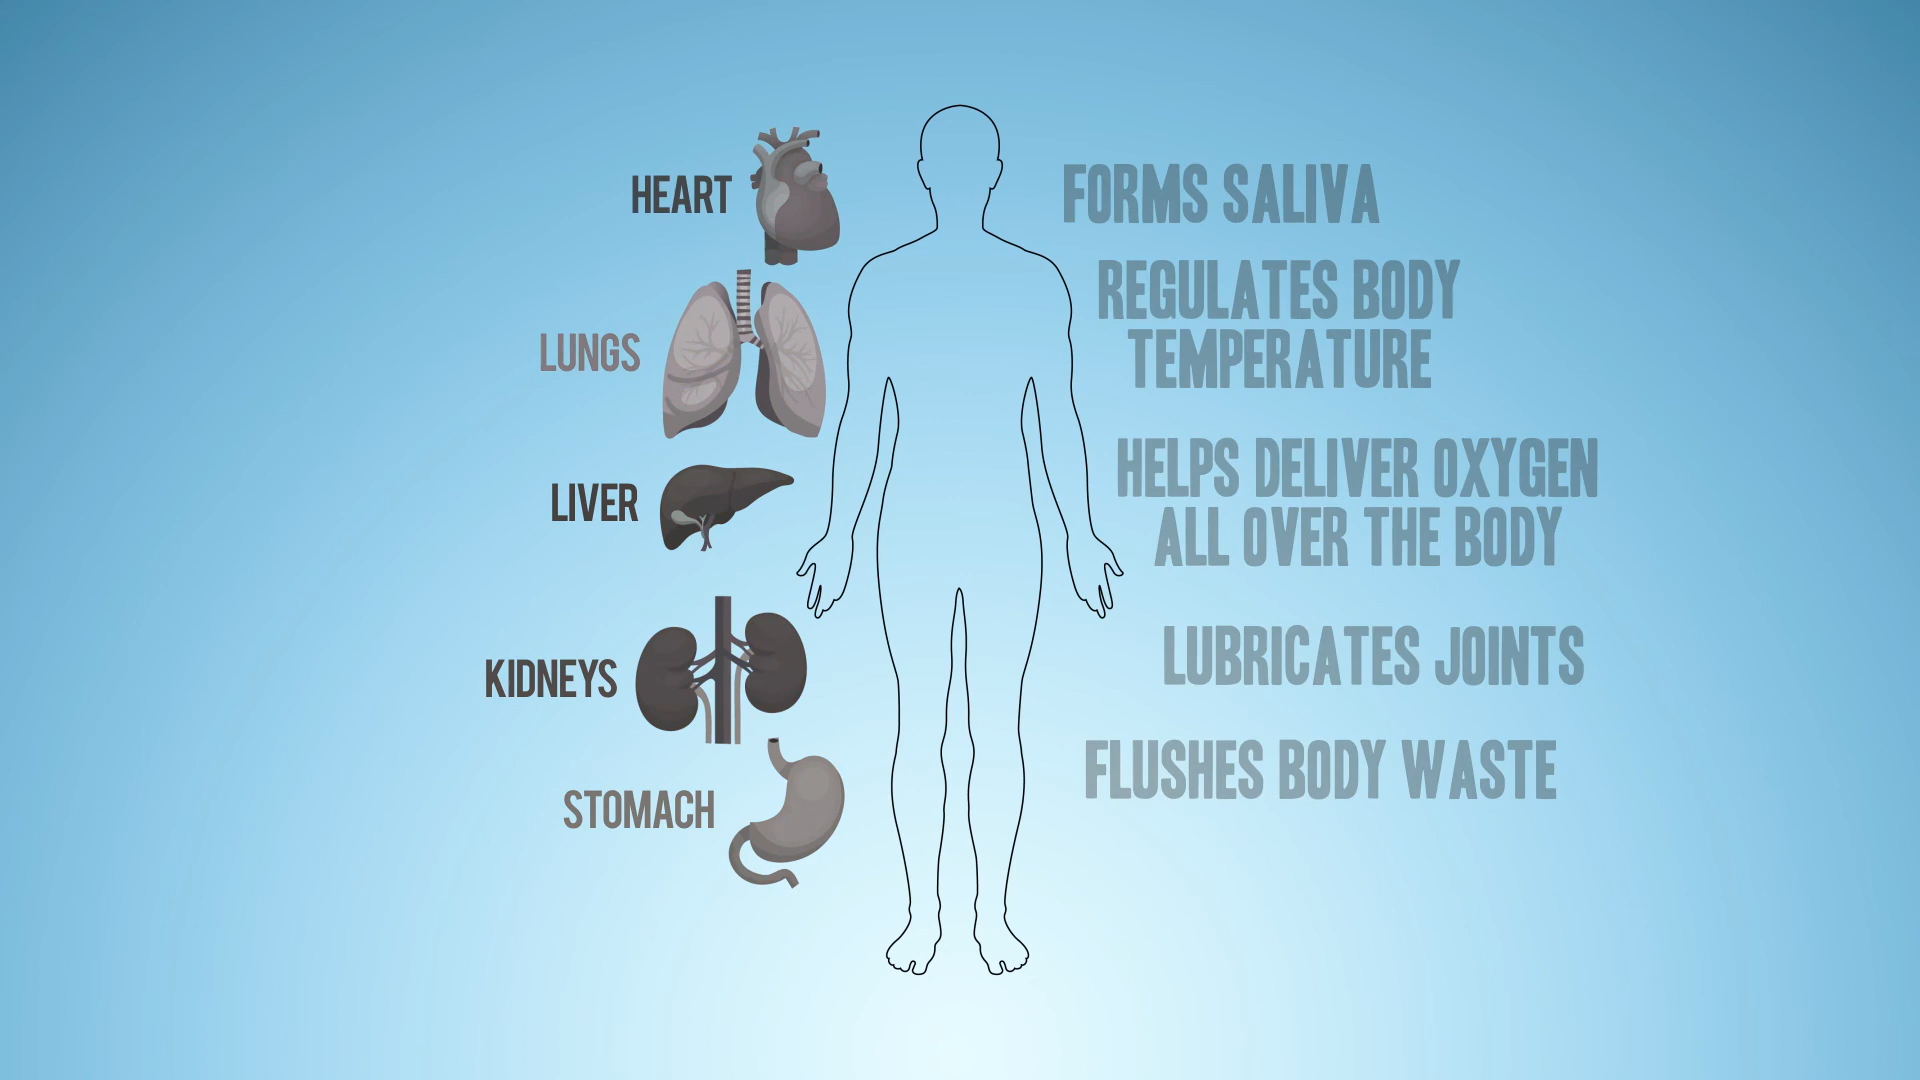 HEART
LUNGS
LIVER
KIDNEYS
STOMACH
FORMS SALIVA
REGULATES BODY
TEMPERATURE
HELPS DELIVER OXYGEN
ALL OVER THE BODY
LUBRICATES JOINTS
FLUSHES BODY WASTE